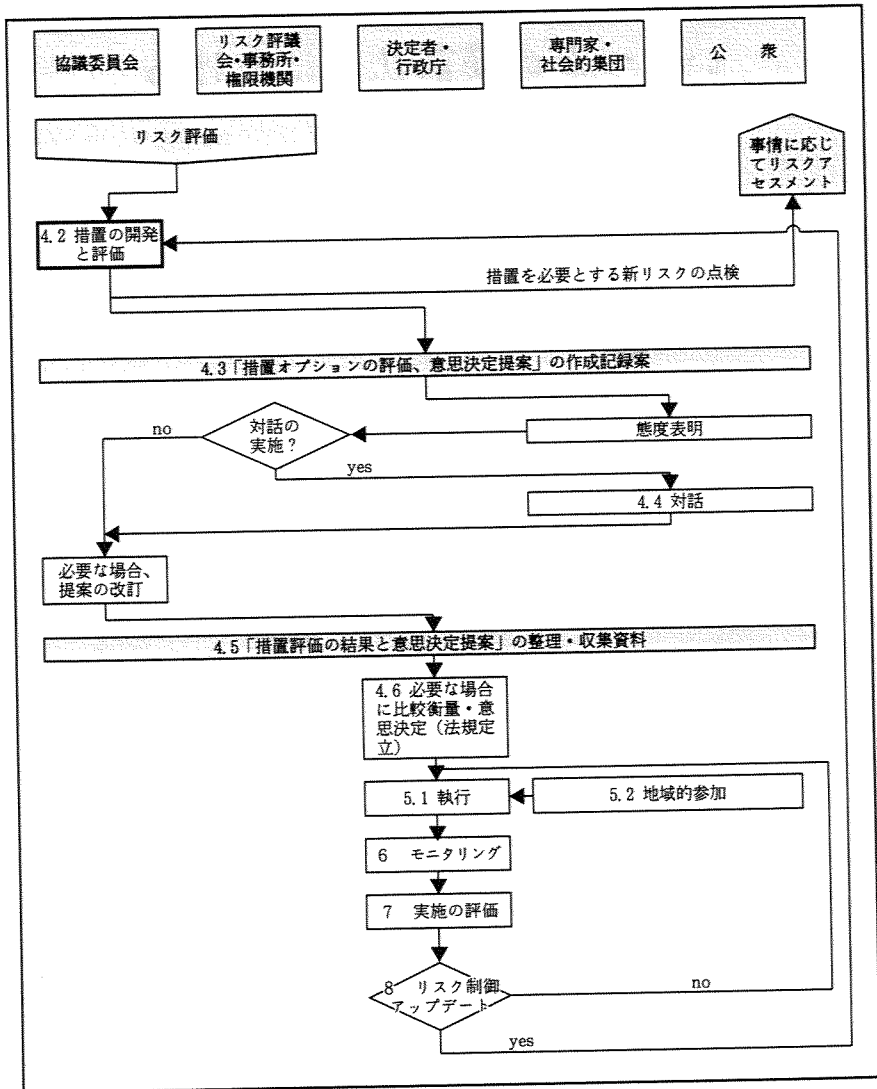 協議委員会
リスク評議
会・事務所・
権限機関
決定者・
行政庁
専門家・
社会的集団
公　衆
リスク評価
事情に応じ
てリスクア
セスメント
4.2 措置の開発
と評価
措置を必要とする新リスクの点検
4.3「措置オプションの評価、意思決定提案」の作成記録案
対話の
実施?
no
態度表明
yes
4.4 対話
必要な場合、
提案の改訂
4.5「措置評価の結果と意思決定提案」の整理・収集資料
4.6 必要な場合
に比較衡量・意
思決定（法規定
立）
5.1 執行
5.2 地域的参加
6　モニタリング
7　実施の評価
8　リスク制御
アップデート
no
yes